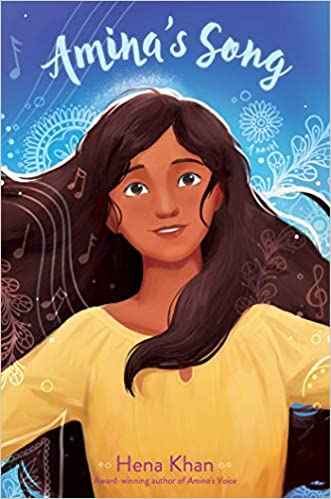 Amina's Song
a novel
Hena Khan
Award-winning author of Amina's Voice